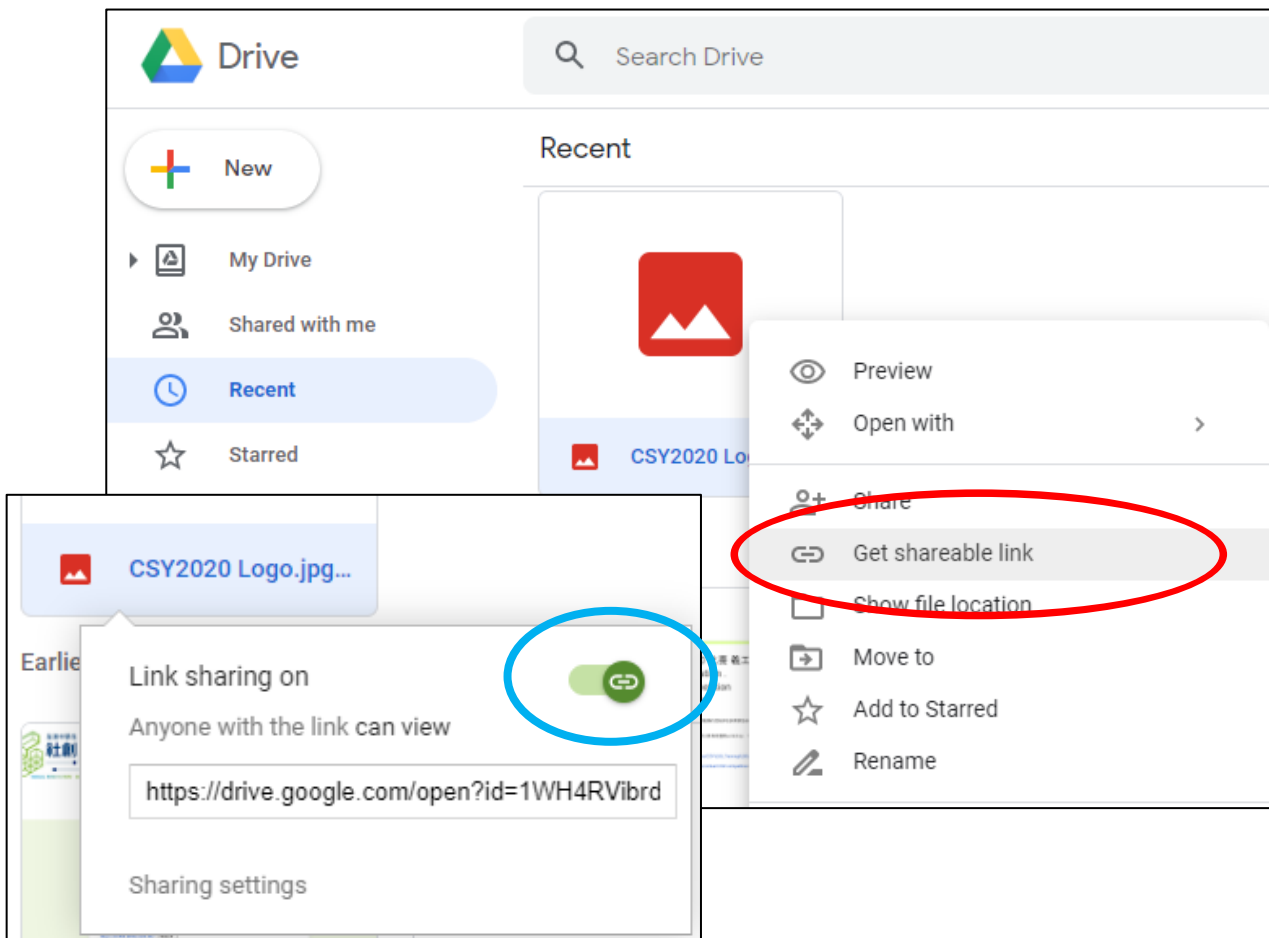 Drive
Search Drive
New
Recent
My Drive
Shared with me
Recent
Starred
CSY2020
Preview
Open with
Share
Get shareable link
Show file location
Move to
Add to Starred
Rename
CSY2020 Logo.jpg...
Link sharing on
Anyone with the link can view
https://drive.google.com/open?id=1WH4RVibrd
Sharing settings
社創